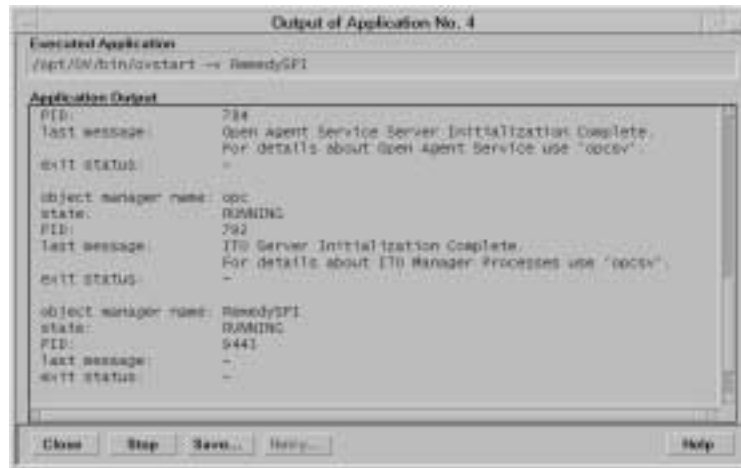 Output of Application No. 4
Executed Application
/opt/OV/bin/ovstart -v RemedySPI
Application Output
PID: 784
last message: Open Agent Service Server Initialization Complete.
For details about Open Agent Service use 'opcsv'.
exit status: -
object manager name: opc
state: RUNNING
PID: 792
last message: ITO Server Initialization Complete.
For details about ITO Manager Processes use 'opcsv'.
exit status: -
object manager name: RemedySPI
state: RUNNING
PID: 9441
last message: -
exit status: -
Close Stop Save... Retry... Help